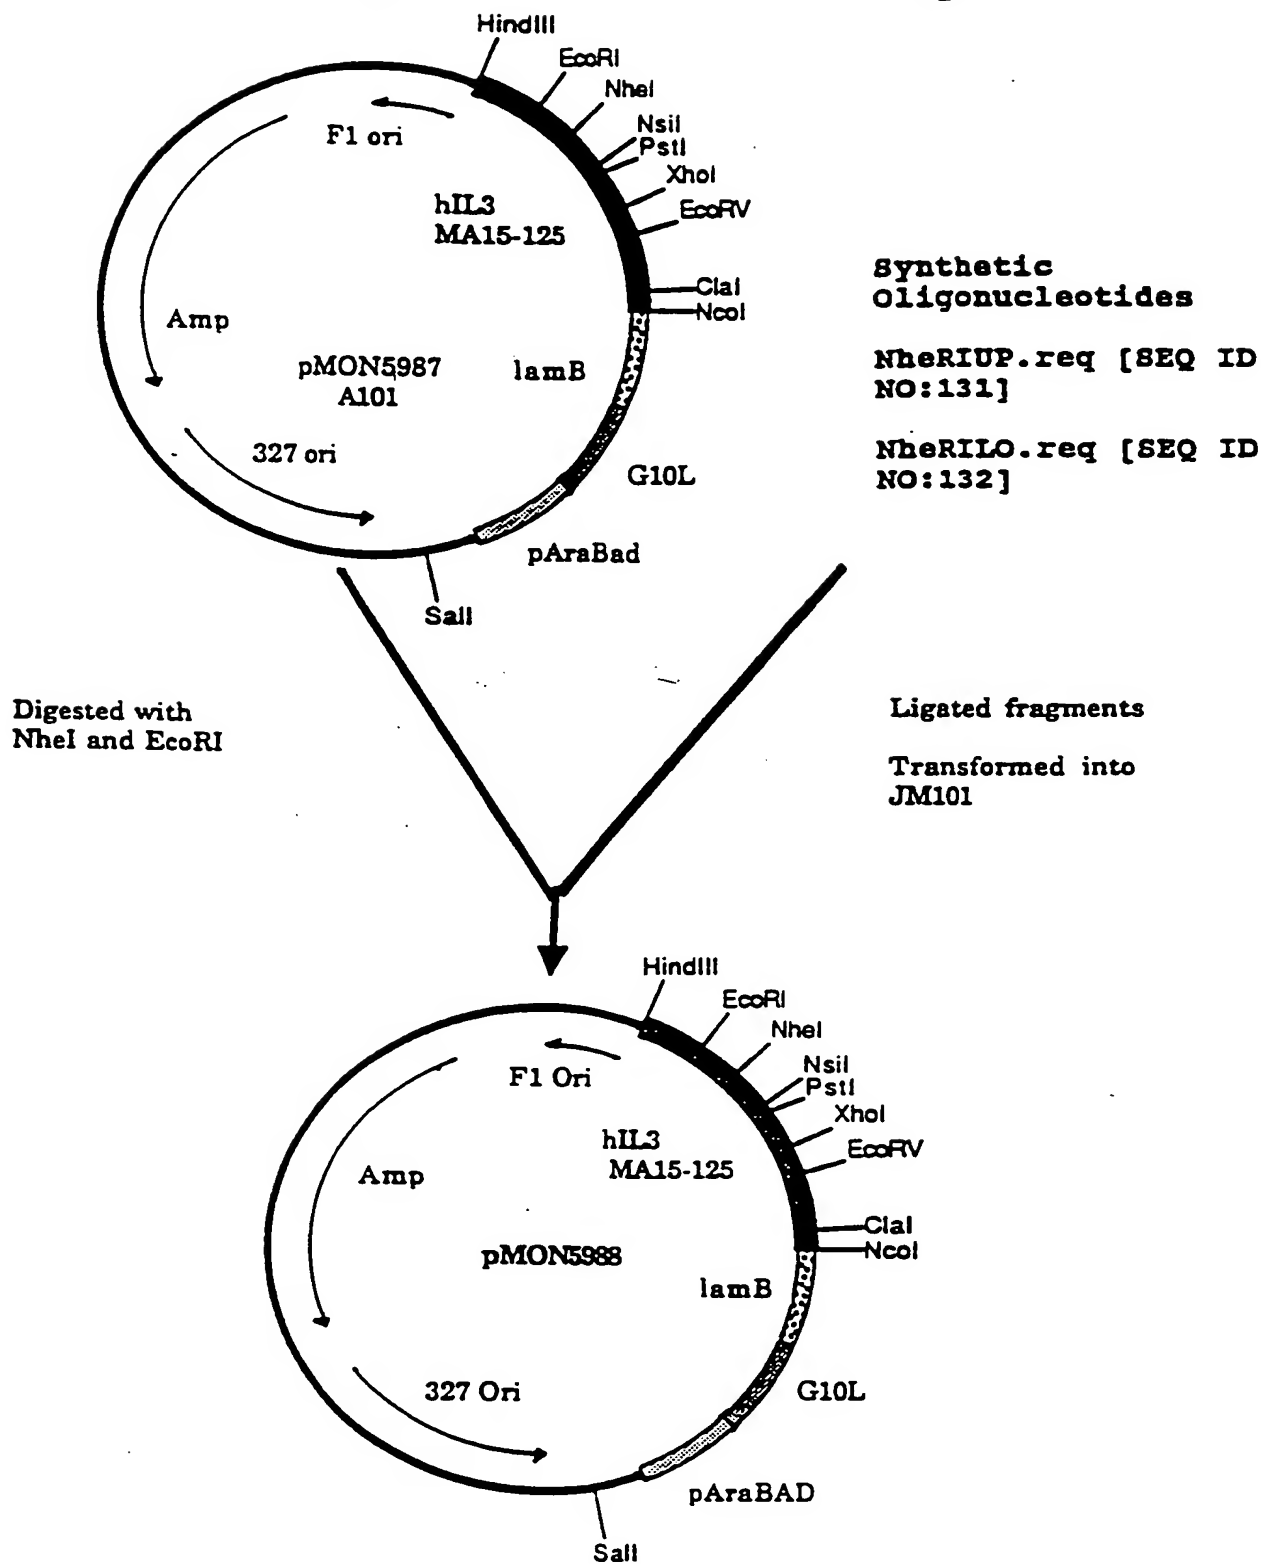 HindIII
EcoRI
NheI
NsiI
PstI
XhoI
EcoRV
F1 ori
hIL3
MA15-125
ClaI
NcoI
Amp
pMON5987
A101
lamB
327 ori
G10L
pAraBad
SalI
Synthetic
Oligonucleotides
NheRIUP.req [SEQ ID
NO:131]
NheRILO.req [SEQ ID
NO:132]
Digested with
NheI and EcoRI
Ligated fragments
Transformed into
JM101
HindIII
EcoRI
NheI
NsiI
PstI
XhoI
EcoRV
F1 Ori
hIL3
MA15-125
Amp
ClaI
NcoI
pMON5988
lamB
327 Ori
G10L
pAraBAD
SalI